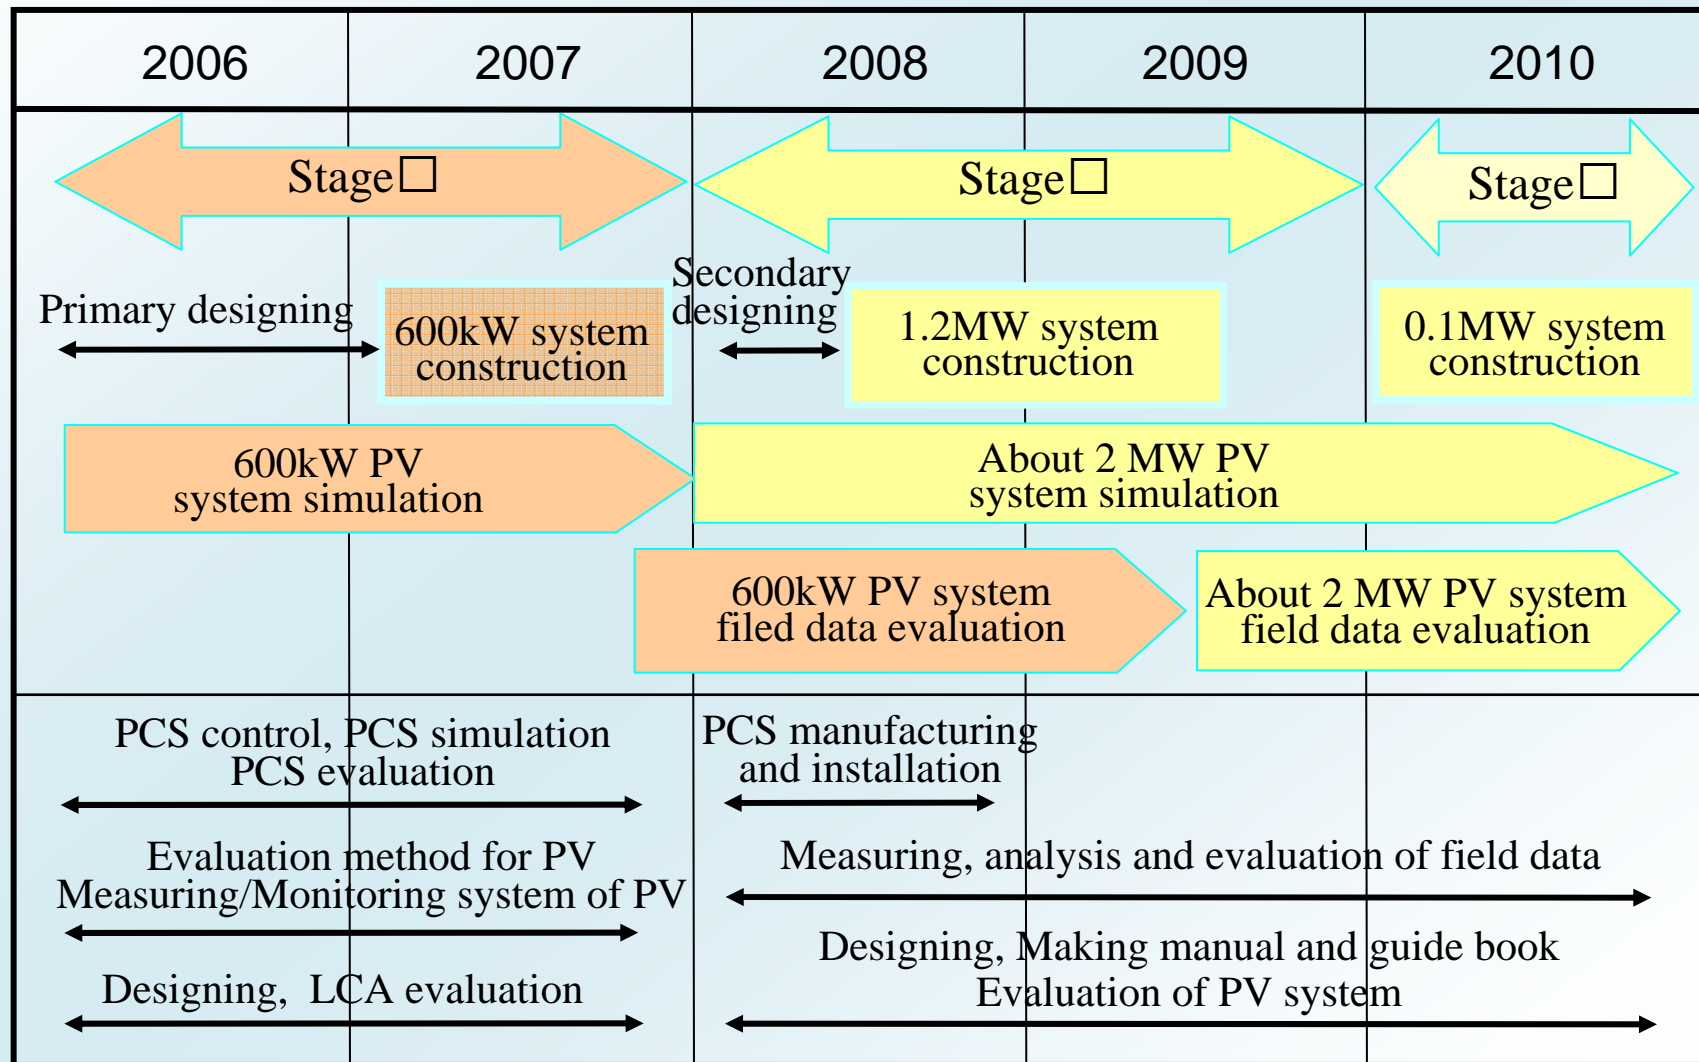 2006
2007
2008
2009
2010
Stage□
Stage□
Stage□
Primary designing
600kW system
construction
Secondary
designing
1.2MW system
construction
0.1MW system
construction
600kW PV
system simulation
About 2 MW PV
system simulation
600kW PV system
filed data evaluation
About 2 MW PV system
field data evaluation
PCS control, PCS simulation
PCS evaluation
PCS manufacturing
and installation
Evaluation method for PV
Measuring/Monitoring system of PV
Measuring, analysis and evaluation of field data
Designing, LCA evaluation
Designing, Making manual and guide book
Evaluation of PV system